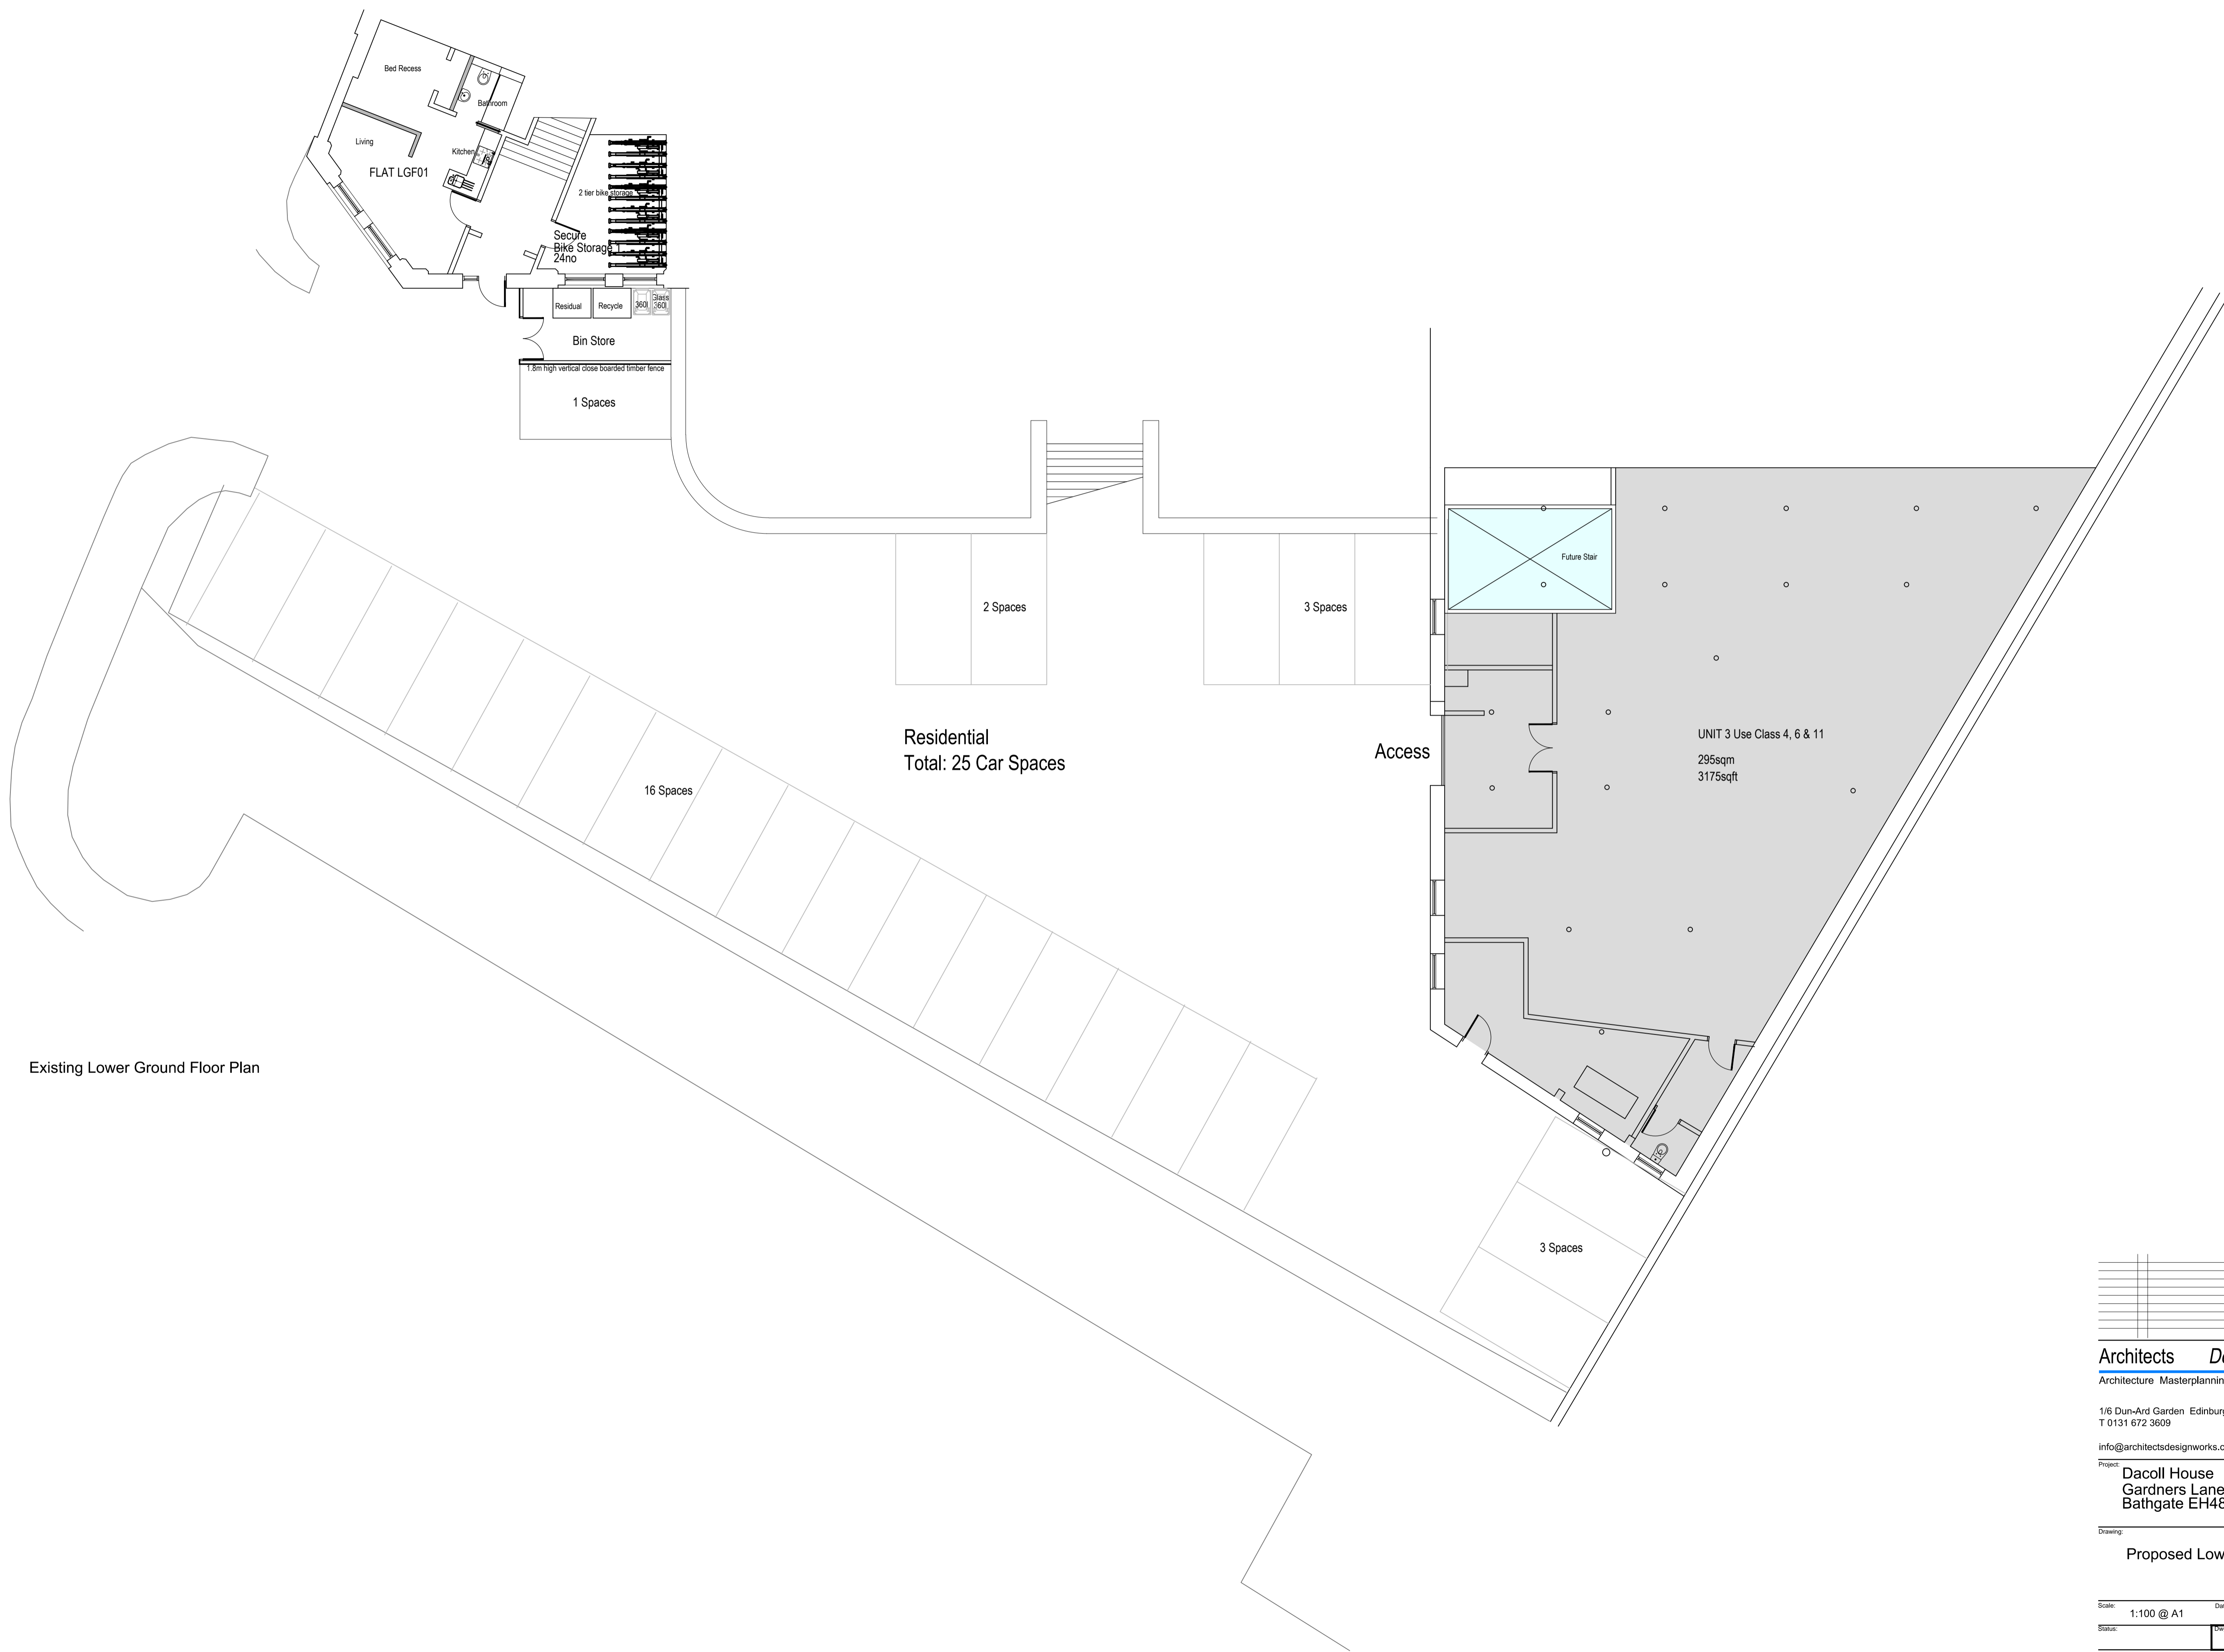 Bed Recess
Bathroom
Living
Kitchen
FLAT LGF01
2 tier bike storage
Secure
Bike Storage 1
24no
Residual
Recycle
360l
Glass
360l
Bin Store
1.8m high vertical close boarded timber fence
1 Spaces
Future Stair
2 Spaces
3 Spaces
Residential
Total: 25 Car Spaces
Access
UNIT 3 Use Class 4, 6 & 11
295sqm
3175sqft
16 Spaces
Existing Lower Ground Floor Plan
3 Spaces
Architects
Architecture Masterplannin
1/6 Dun-Ard Garden Edinbur
T 0131 672 3609
info@architectsdesignworks.c
Project:
Dacoll House
Gardners Lane
Bathgate EH48
Drawing:
Proposed Low
Scale:
1:100 @ A1
Status: